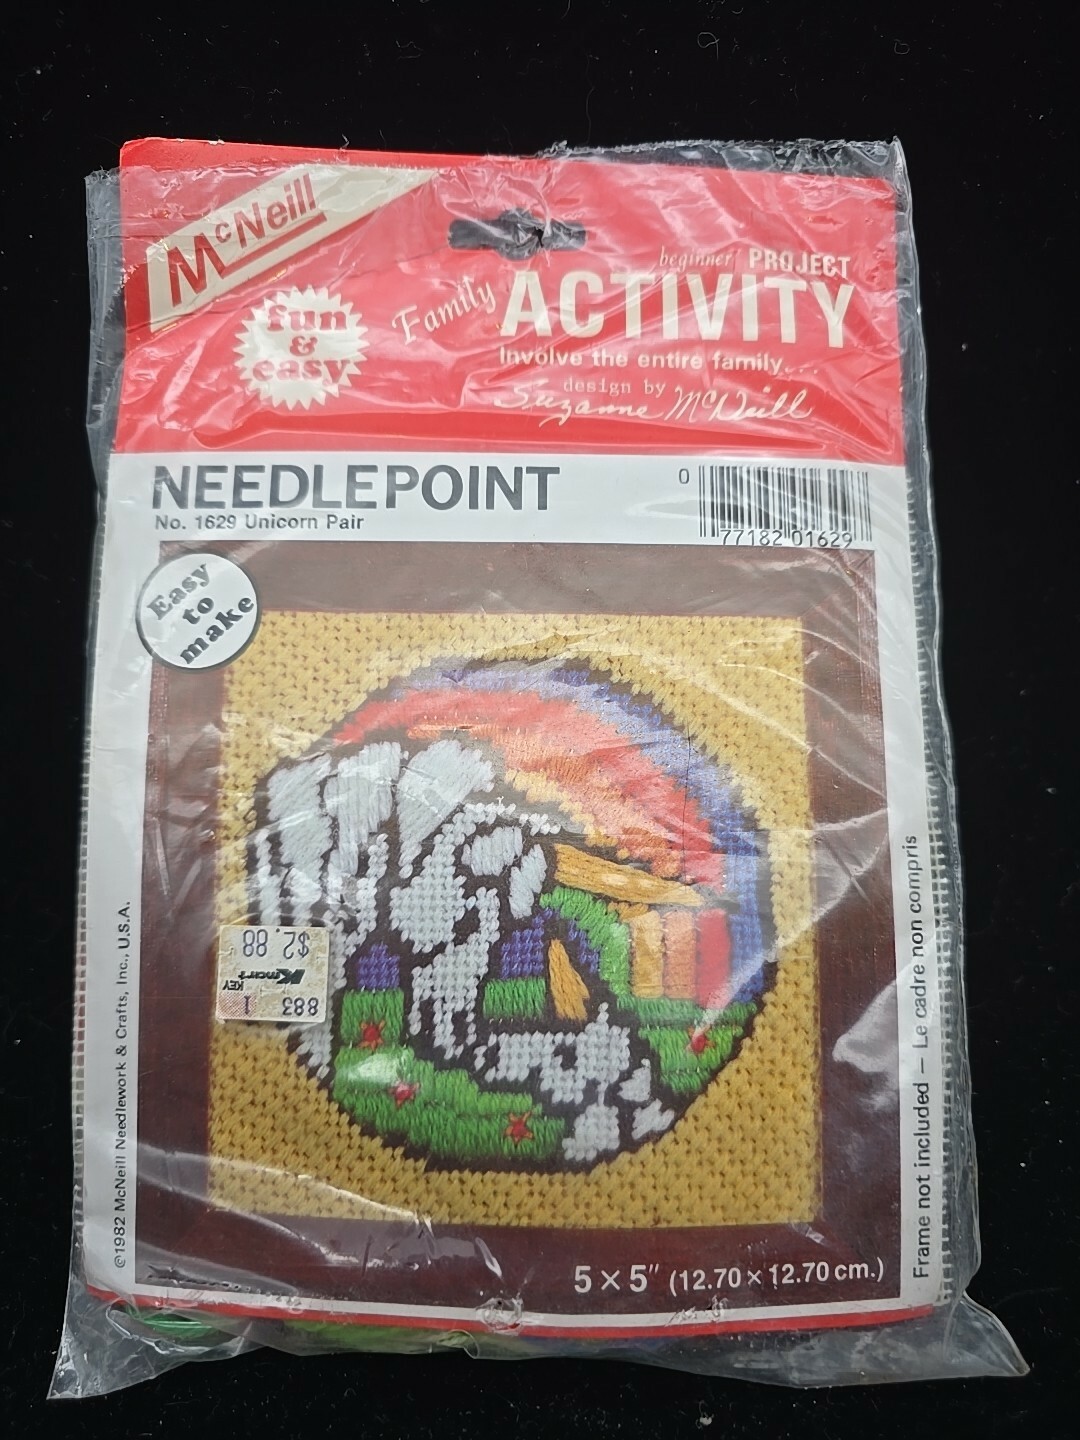 McNeill
fun
&
easy
beginner PROJECT
Family ACTIVITY
Involve the entire family...
design by
Suzanne McNeill
NEEDLEPOINT
No. 1629 Unicorn Pair
0
77182 01629
Easy
to
make
$2.88
Kmart
KEY
883 1
©1982 McNeill Needlework & Crafts, Inc., U.S.A.
Frame not included — Le cadre non compris
5 × 5" (12.70 × 12.70 cm.)